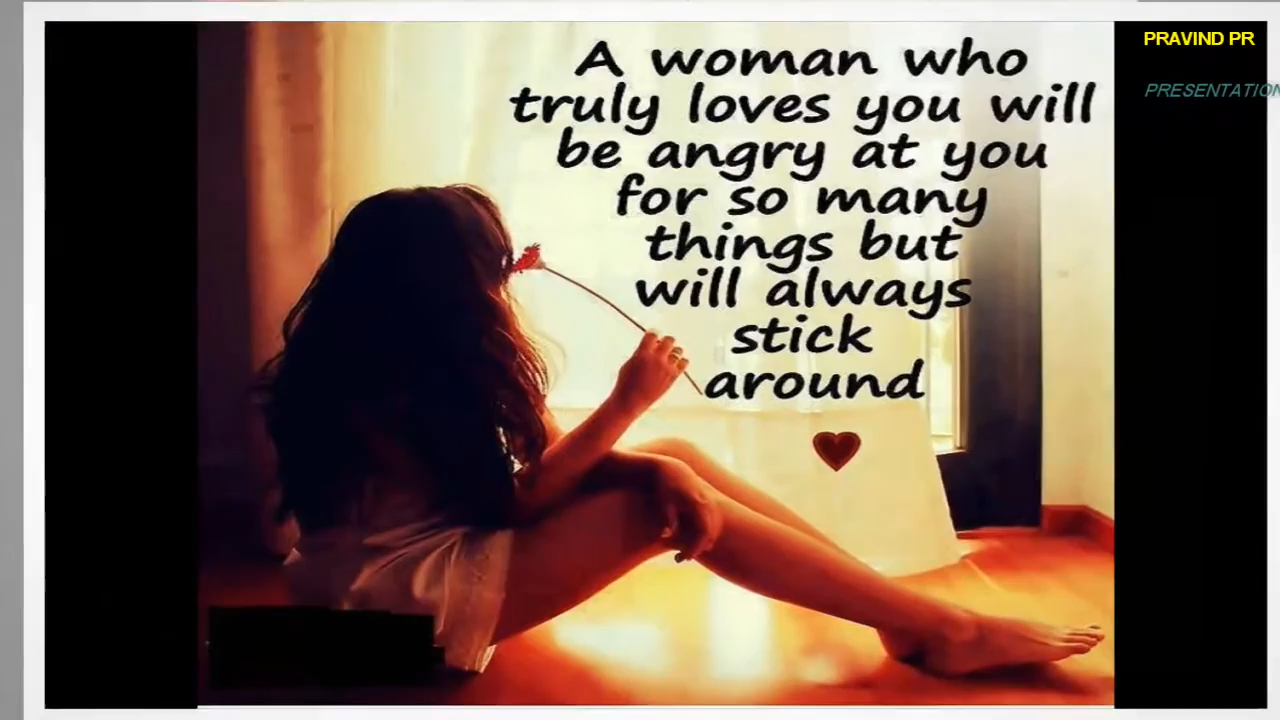 A woman who
truly loves you will
be angry at you
for so many
things but
will always
stick
around
PRAVIND PR
PRESENTATION